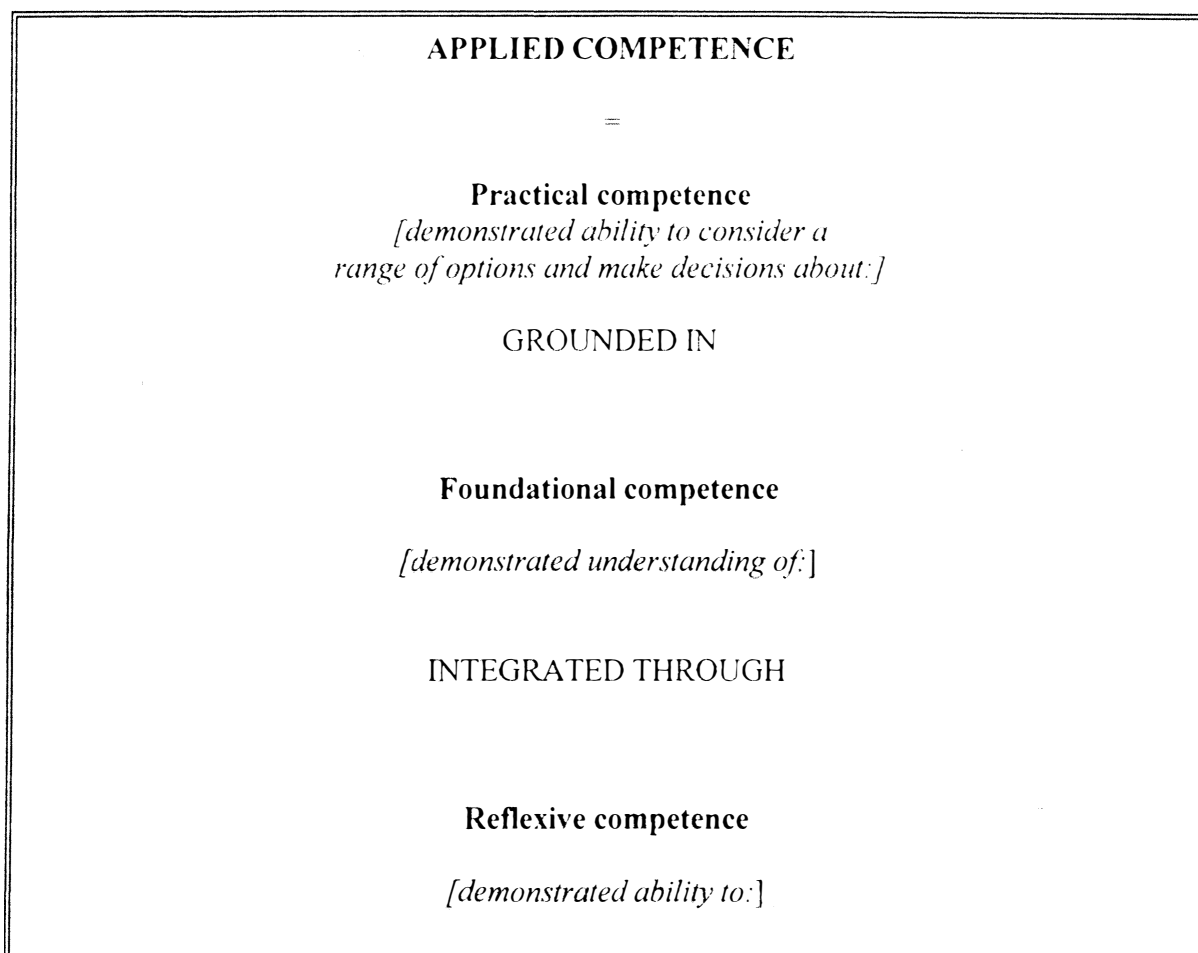 APPLIED COMPETENCE
=
Practical competence
[demonstrated ability to consider a
range of options and make decisions about:]
GROUNDED IN
Foundational competence
[demonstrated understanding of:]
INTEGRATED THROUGH
Reflexive competence
[demonstrated ability to:]